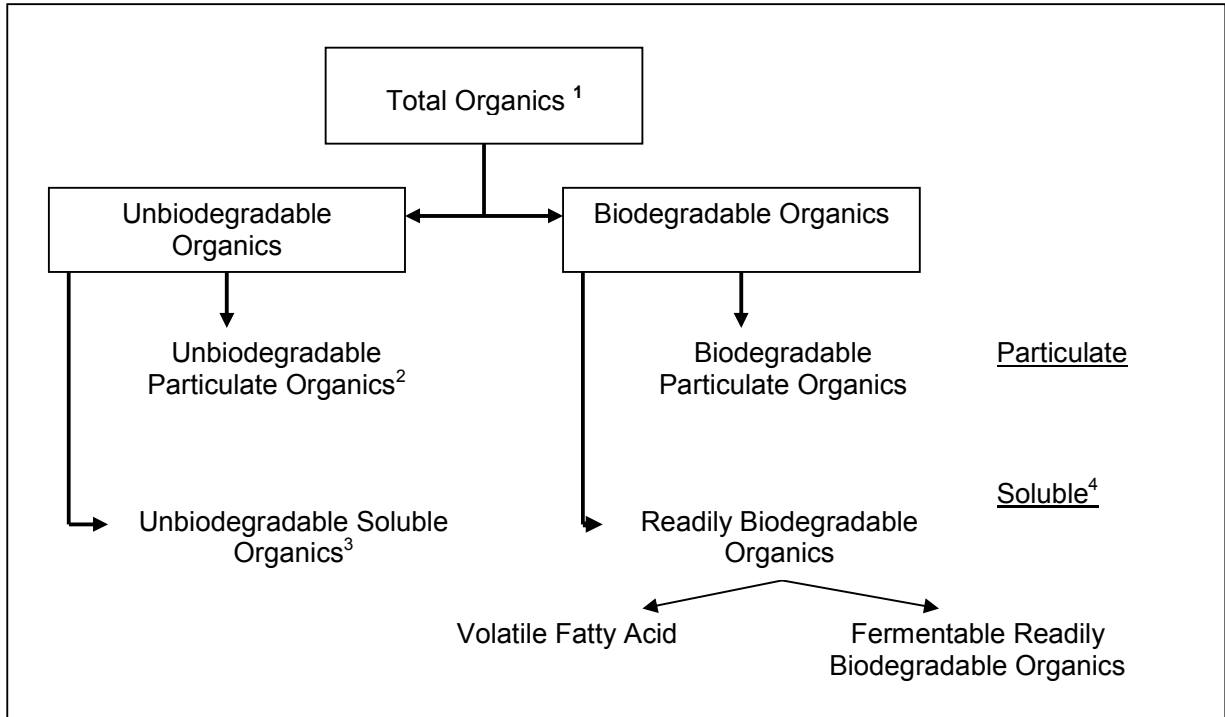 Total Organics ¹
Unbiodegradable
Organics
Biodegradable Organics
Unbiodegradable
Particulate Organics²
Biodegradable
Particulate Organics
Particulate
Soluble⁴
Unbiodegradable Soluble
Organics³
Readily Biodegradable
Organics
Volatile Fatty Acid
Fermentable Readily
Biodegradable Organics